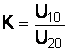 K = U₁₀ / U₂₀